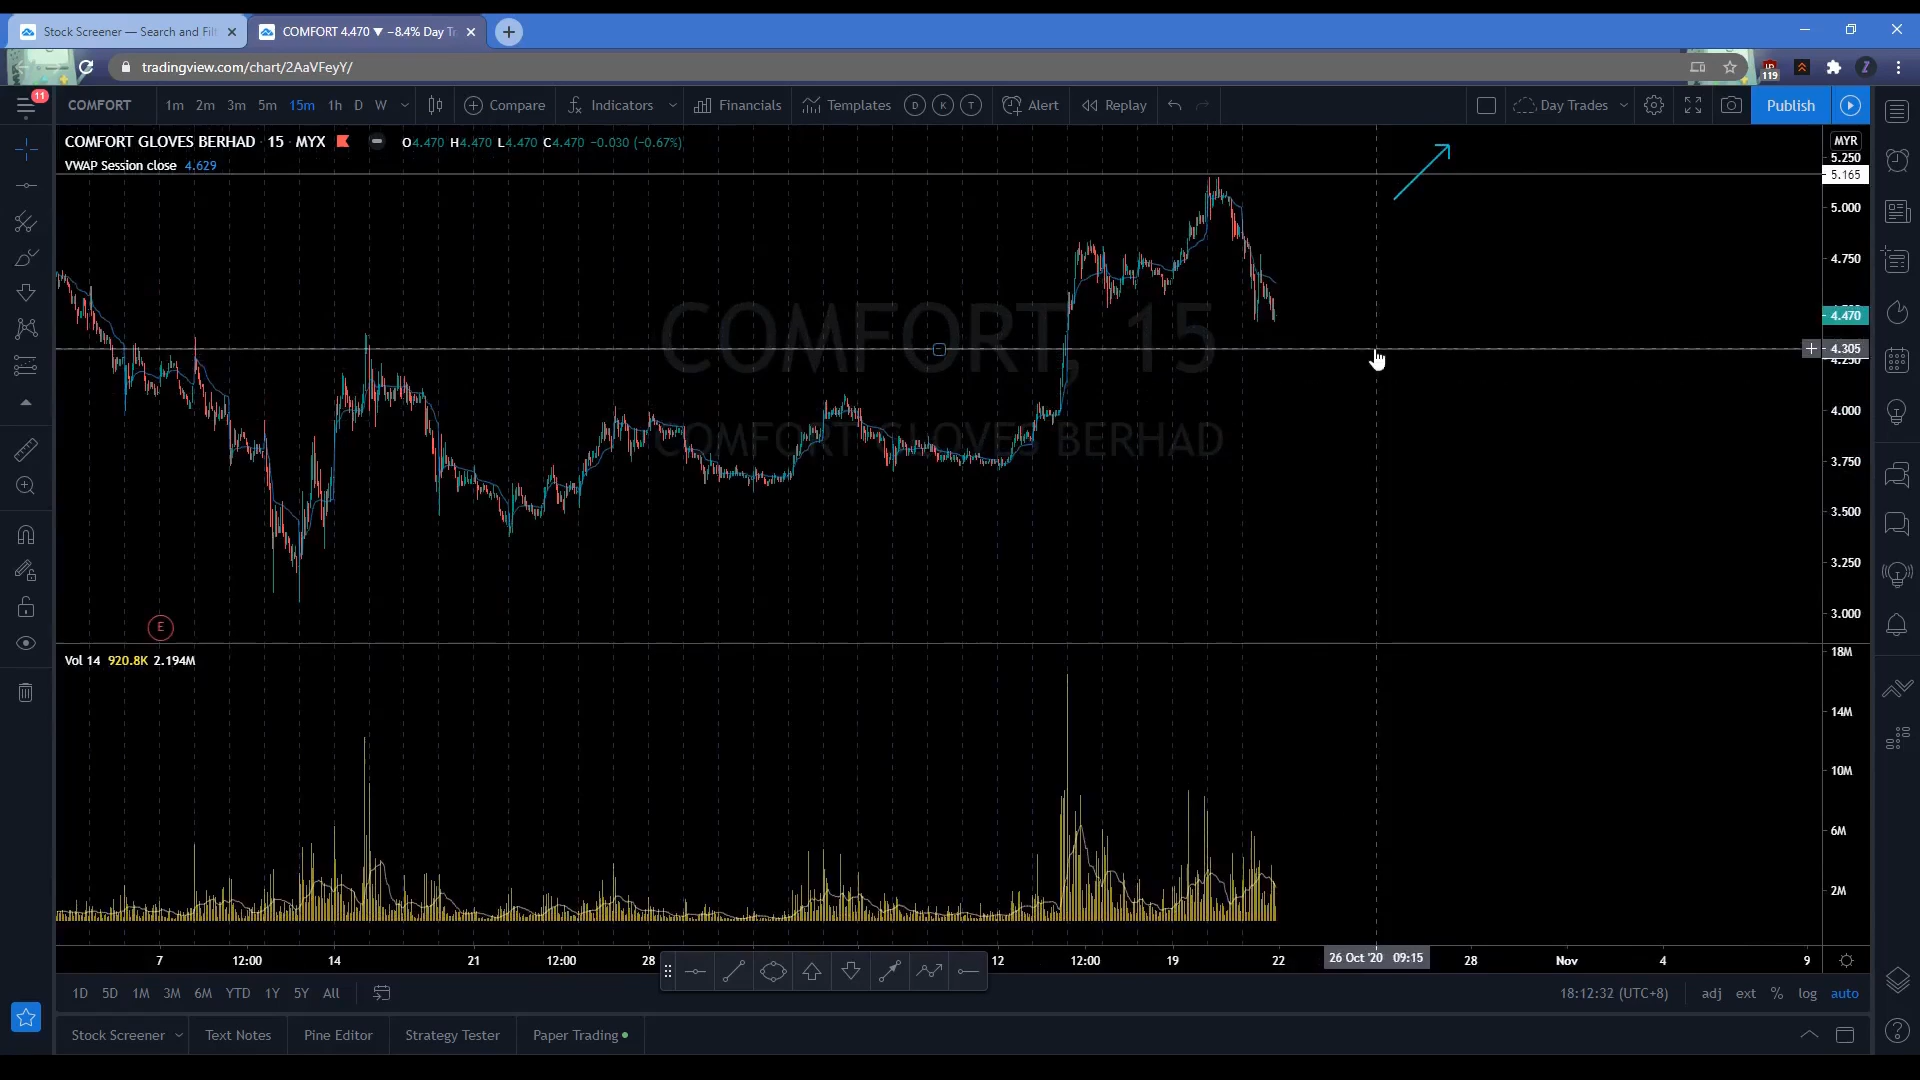 Stock Screener — Search and Filt
COMFORT 4.470 ▼ −8.4% Day Tr
tradingview.com/chart/2AaVFeyY/
119
Z
11
COMFORT
1m 2m 3m 5m 15m 1h D W
Compare
Indicators
Financials
Templates
D K T
Alert
Replay
Day Trades
Publish
COMFORT GLOVES BERHAD · 15 · MYX
O4.470 H4.470 L4.470 C4.470 −0.030 (−0.67%)
VWAP Session close 4.629
MYR
5.250
5.165
5.000
4.750
4.470
4.305
4.250
4.000
3.750
3.500
3.250
3.000
COMFORT, 15
COMFORT GLOVES BERHAD
E
Vol 14 920.8K 2.194M
18M
14M
10M
6M
2M
7 12:00 14 21 12:00 28 12 12:00 19 22 26 Oct '20 09:15 28 Nov 4 9
1D 5D 1M 3M 6M YTD 1Y 5Y All
18:12:32 (UTC+8) adj ext % log auto
Stock Screener Text Notes Pine Editor Strategy Tester Paper Trading